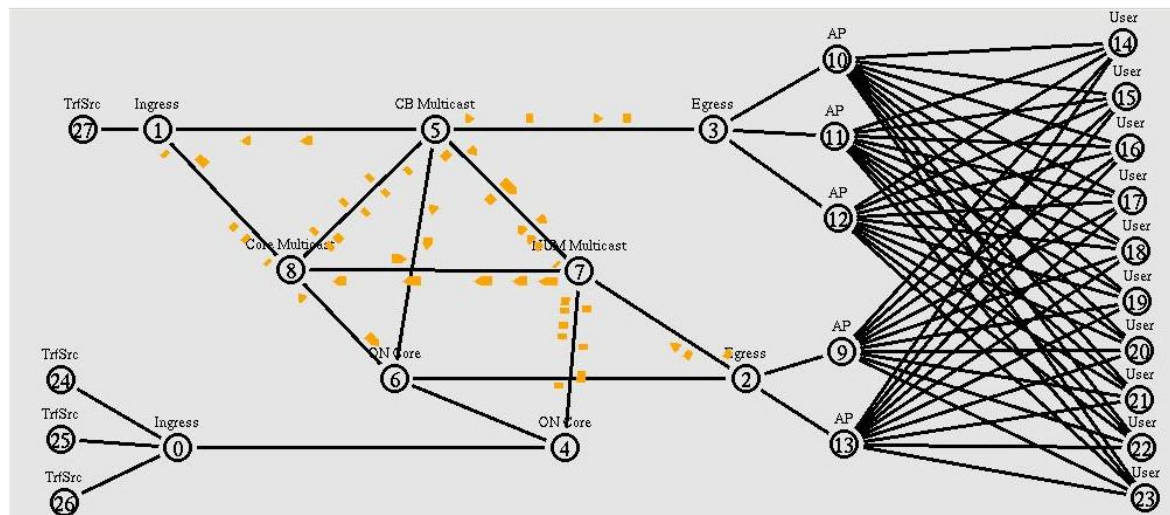 User
AP
14
10
User
TrfSrc
Ingress
CB Multicast
Egress
15
27
1
5
3
AP
11
User
16
AP
12
User
17
User
Core Multicast
NUM Multicast
18
8
7
User
19
AP
User
TrfSrc
ON Core
Egress
9
20
24
6
2
User
21
TrfSrc
Ingress
ON Core
AP
User
25
0
4
13
22
TrfSrc
User
26
23